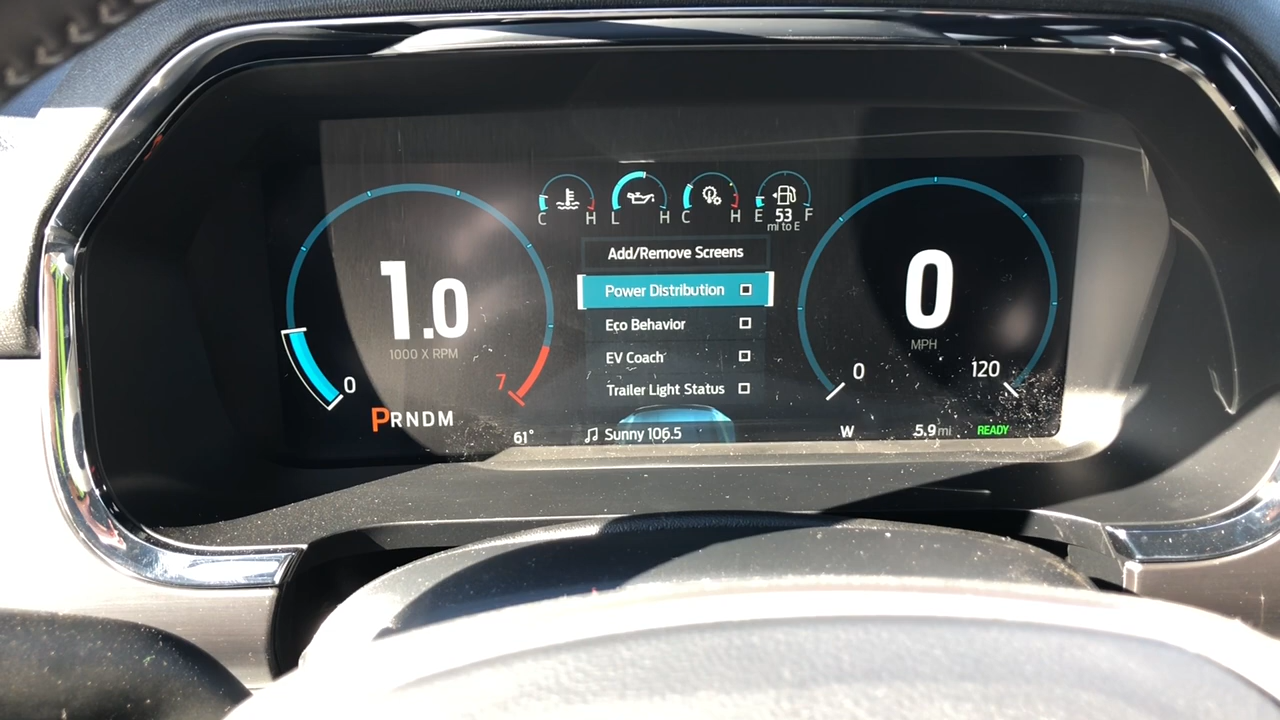 C H
L H
C H
E 53 F
mi to E
Add/Remove Screens
Power Distribution
Eco Behavior
EV Coach
Trailer Light Status
1.0
1000 X RPM
0
7
PRNDM
61°
Sunny 106.5
0
MPH
0
120
W
5.9 mi
READY